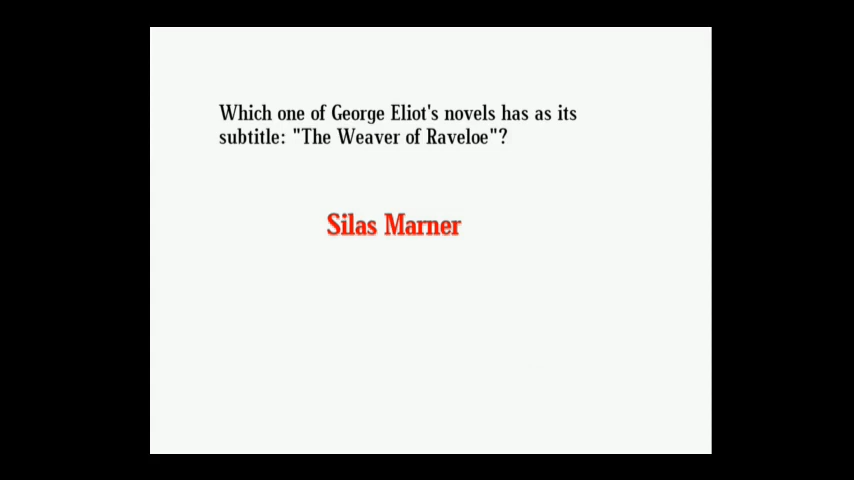 Which one of George Eliot's novels has as its
subtitle: "The Weaver of Raveloe"?
Silas Marner